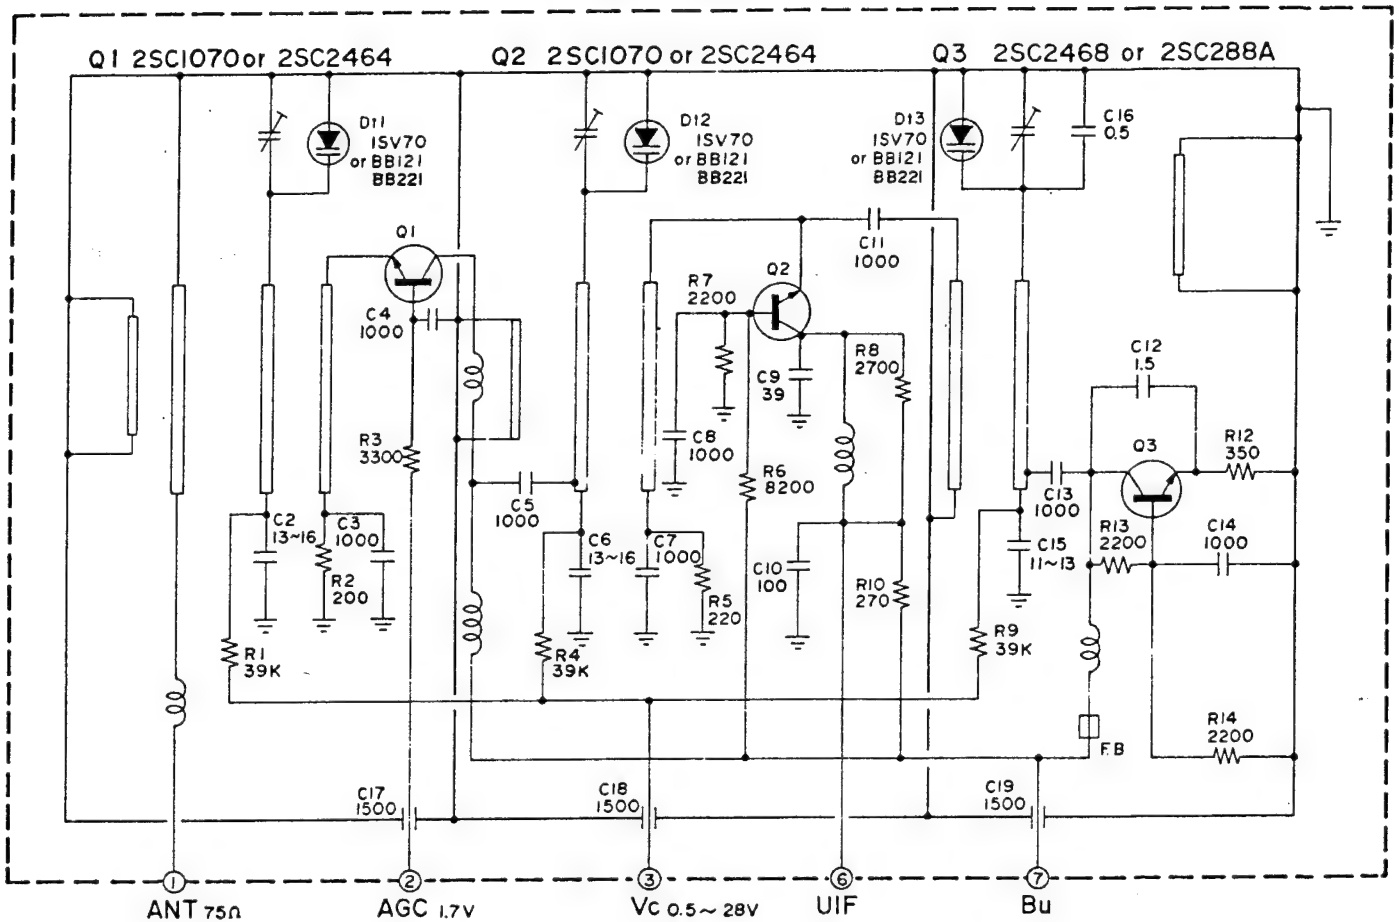 Q1 2SC1070 or 2SC2464
Q2 2SC1070 or 2SC2464
Q3 2SC2468 or 2SC288A
Dt1
1SV70
or BB121
BB221
Dt2
1SV70
or BB121
BB221
Dt3
1SV70
or BB121
BB221
C16
0.5
Q1
C4
1000
R3
3300
C5
1000
C2
13~16
C3
1000
R2
200
R1
39K
C6
13~16
R4
39K
C7
1000
R5
220
C8
1000
R7
2200
Q2
R6
8200
C9
39
C11
1000
R8
2700
C10
100
R10
270
C12
1.5
Q3
R12
350
C13
1000
R13
2200
C14
1000
C15
11~13
R9
39K
F.B
R14
2200
C17
1500
C18
1500
C19
1500
1
2
3
6
7
ANT 75Ω
AGC 1.7V
Vc 0.5~28V
UIF
Bu